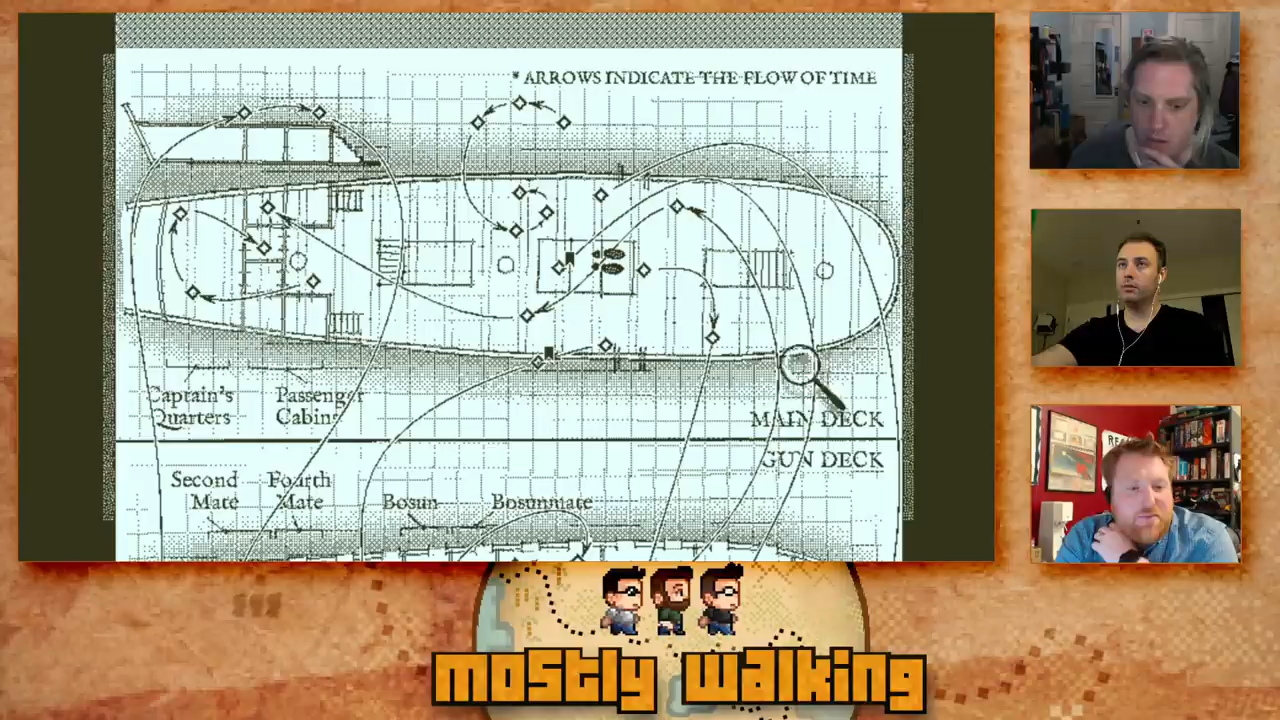 * ARROWS INDICATE THE FLOW OF TIME
Captain's
Quarters
Passenger
Cabins
MAIN DECK
GUN DECK
Second
Mate
Fourth
Mate
Bosun
Bosunmate
mostly walking